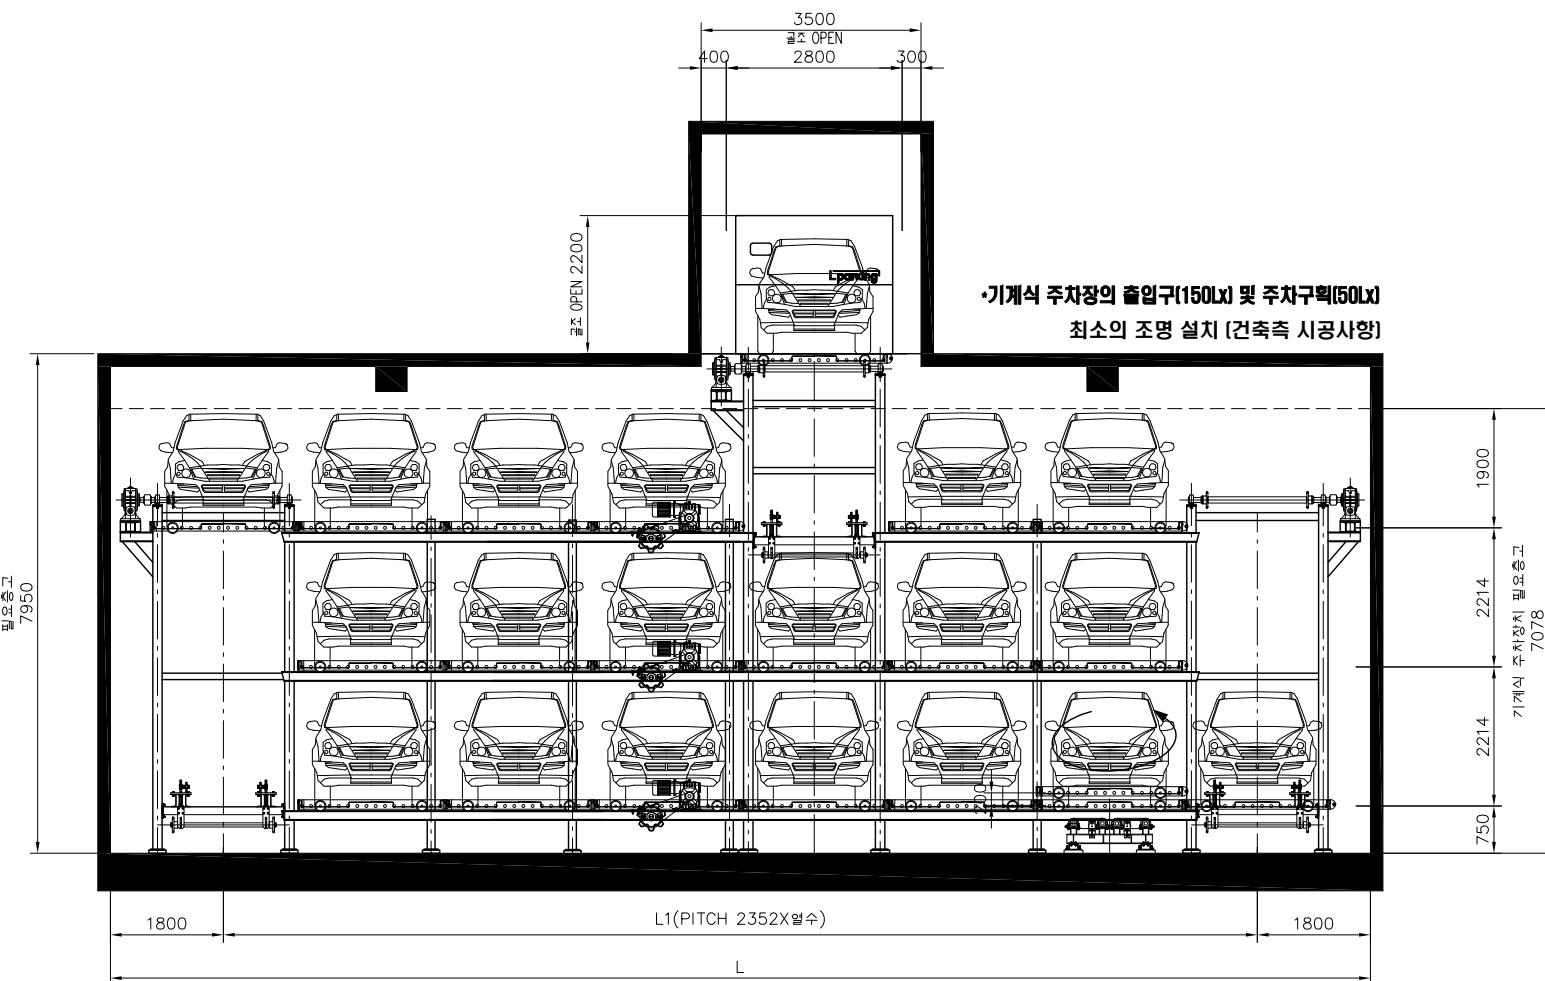 3500
골조 OPEN
400
2800
300
골조 OPEN 2200
Lparking
*기계식 주차장의 출입구(150Lx) 및 주차구획(50Lx)
최소의 조명 설치 (건축측 시공사항)
필요층고
7950
1900
2214
2214
750
기계식 주차장치 필요층고
7078
200
1800
L1(PITCH 2352X열수)
1800
L